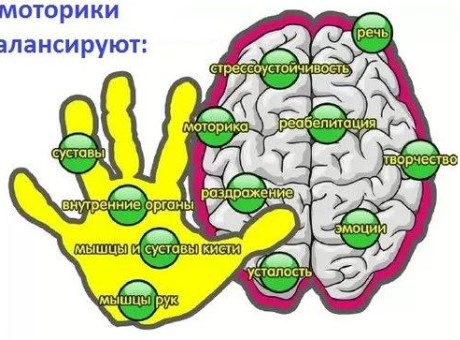 моторики
алансируют:
речь
стрессоустойчивость
моторика
реабелитация
суставы
творчество
раздражение
внутренние органы
эмоции
мышцы и суставы кисти
усталость
мышцы рук